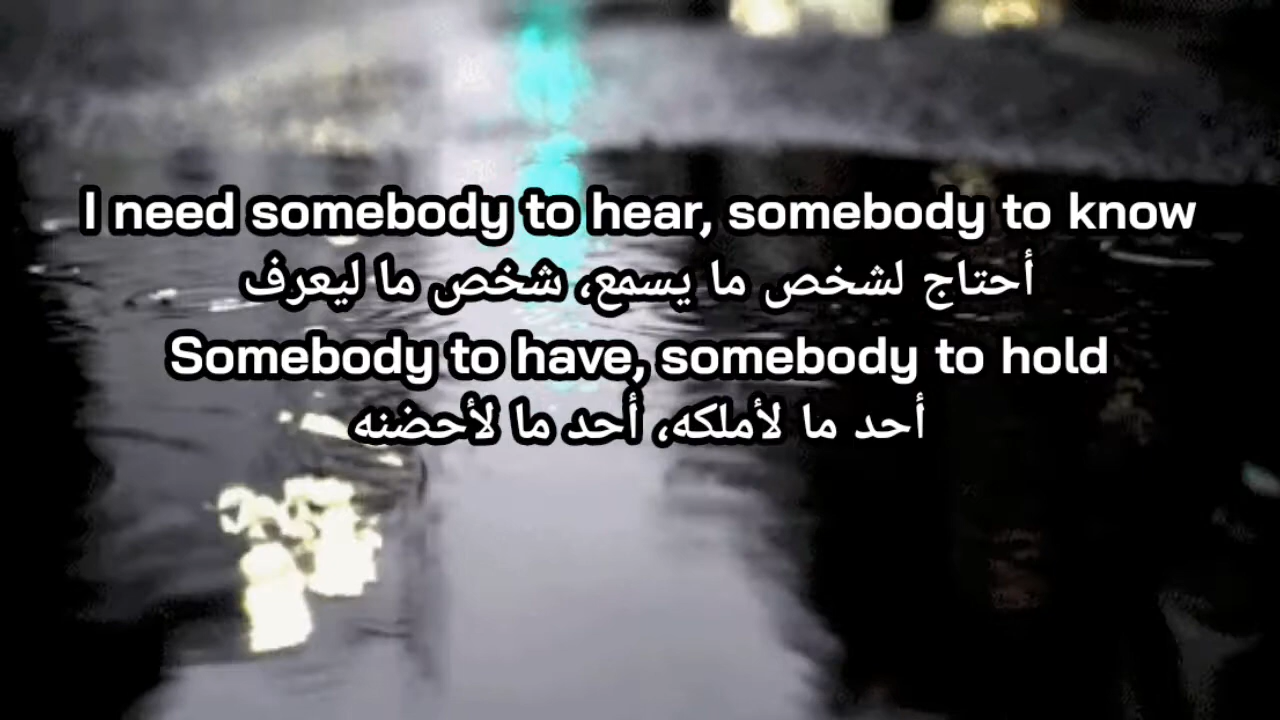 I need somebody to hear, somebody to know
أحتاج لشخص ما يسمع، شخص ما ليعرف
Somebody to have, somebody to hold
أحد ما لأملكه، أحد ما لأحضنه